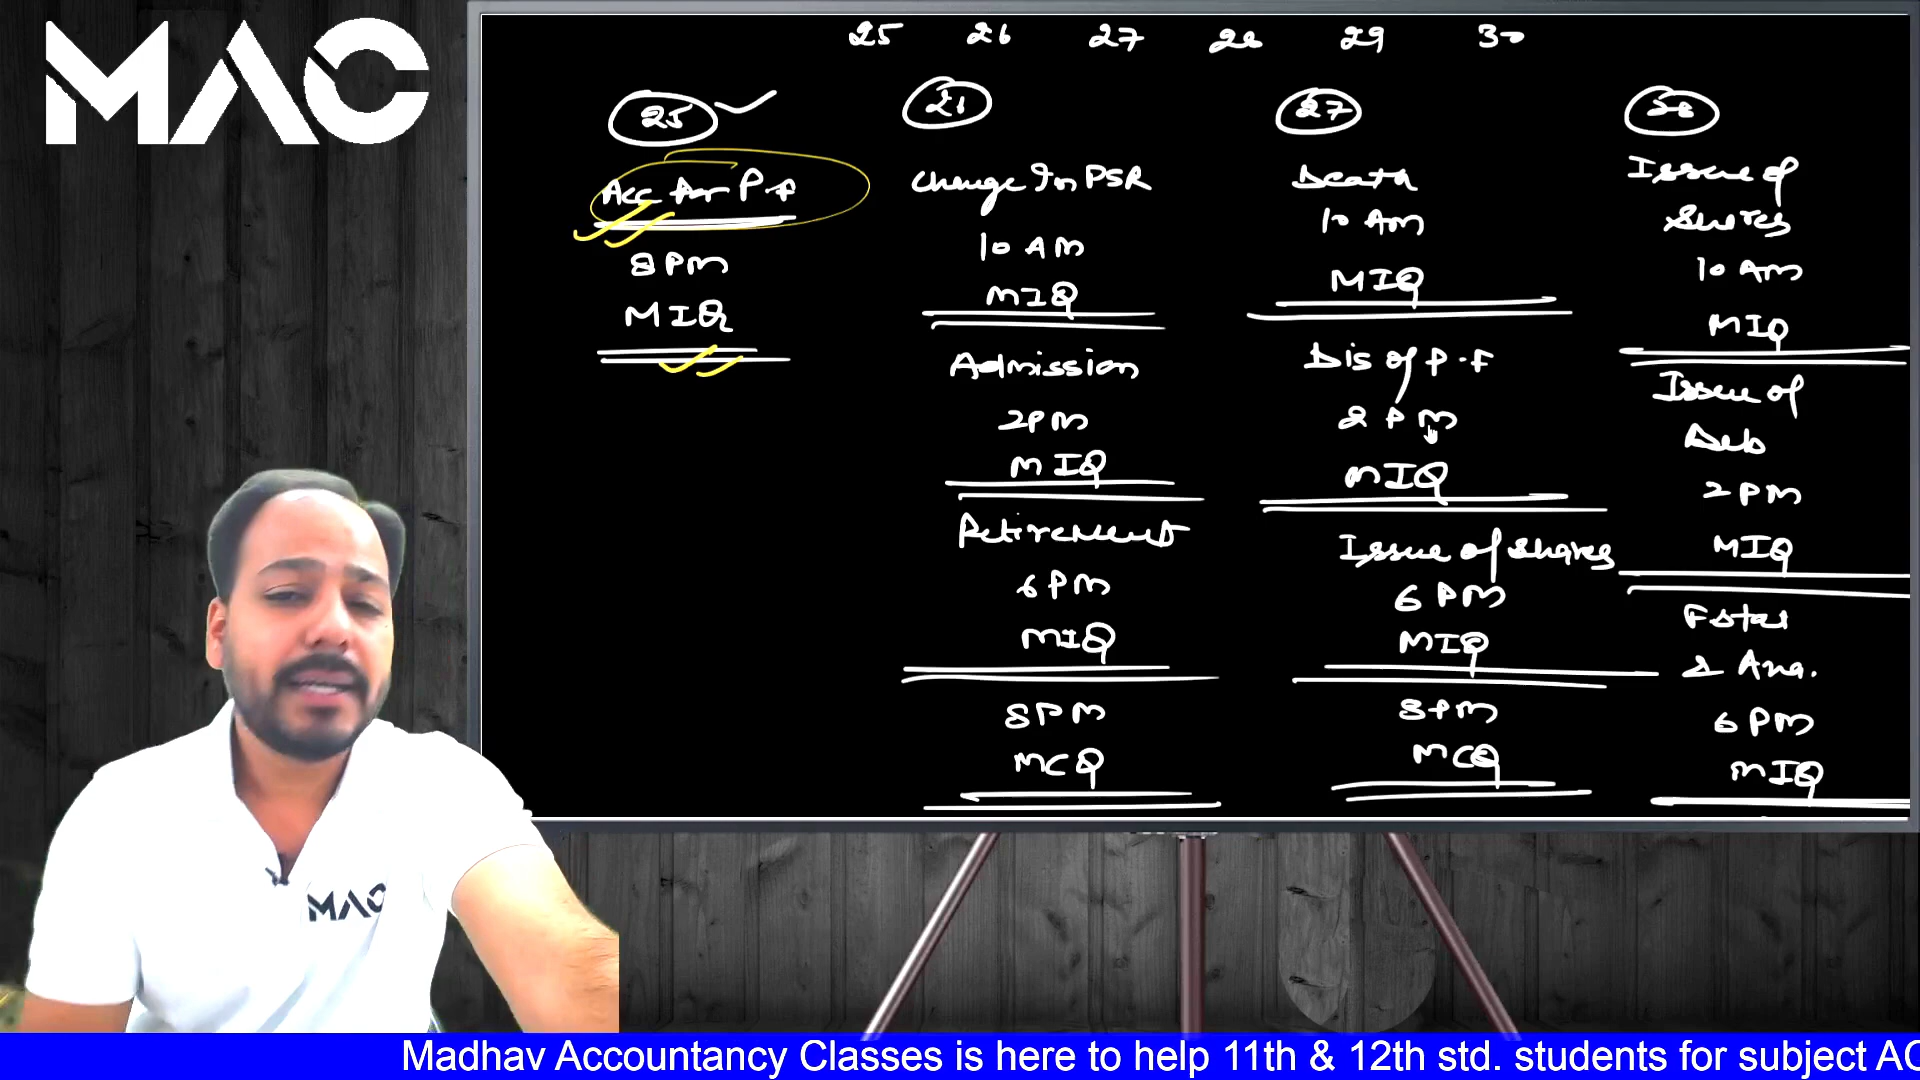 MAC
25 26 27 28 29 30
25
Acc for P.f
8 PM
MIQ
26
Change In PSR
10 AM
MIQ
Admission
2 PM
MIQ
Retirement
6 PM
MIQ
8 PM
MCQ
27
Death
10 AM
MIQ
Dis of P.F
2 PM
MIQ
Issue of shares
6 PM
MIQ
8 PM
MCQ
28
Issue of
Shares
10 AM
MIQ
Issue of
Deb
2 PM
MIQ
F stat
& Ana.
6 PM
MIQ
MAC
Madhav Accountancy Classes is here to help 11th & 12th std. students for subject AC